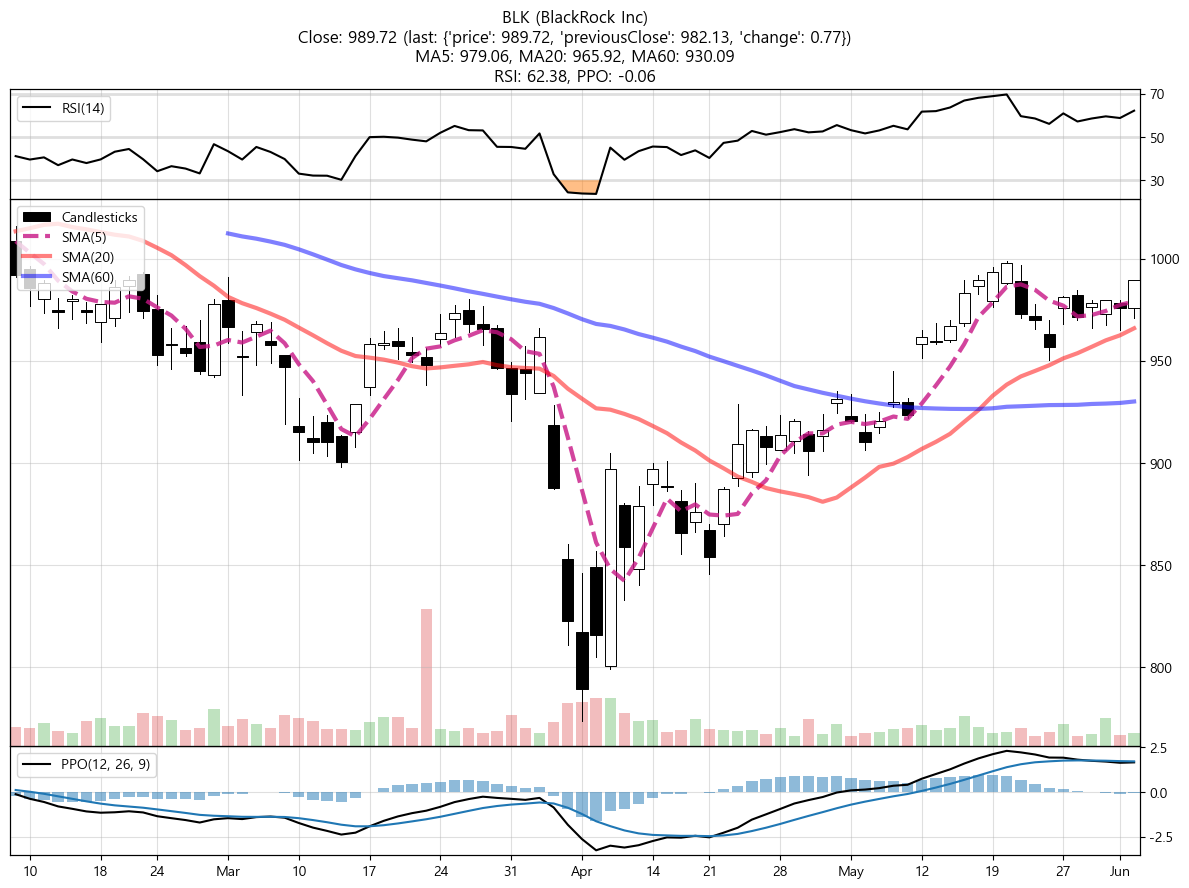 BLK (BlackRock Inc)
Close: 989.72 (last: {'price': 989.72, 'previousClose': 982.13, 'change': 0.77})
MA5: 979.06, MA20: 965.92, MA60: 930.09
RSI: 62.38, PPO: -0.06
RSI(14)
70
50
30
Candlesticks
SMA(5)
SMA(20)
SMA(60)
1000
950
900
850
800
PPO(12, 26, 9)
2.5
0.0
-2.5
10 18 24 Mar 10 17 24 31 Apr 14 21 28 May 12 19 27 Jun